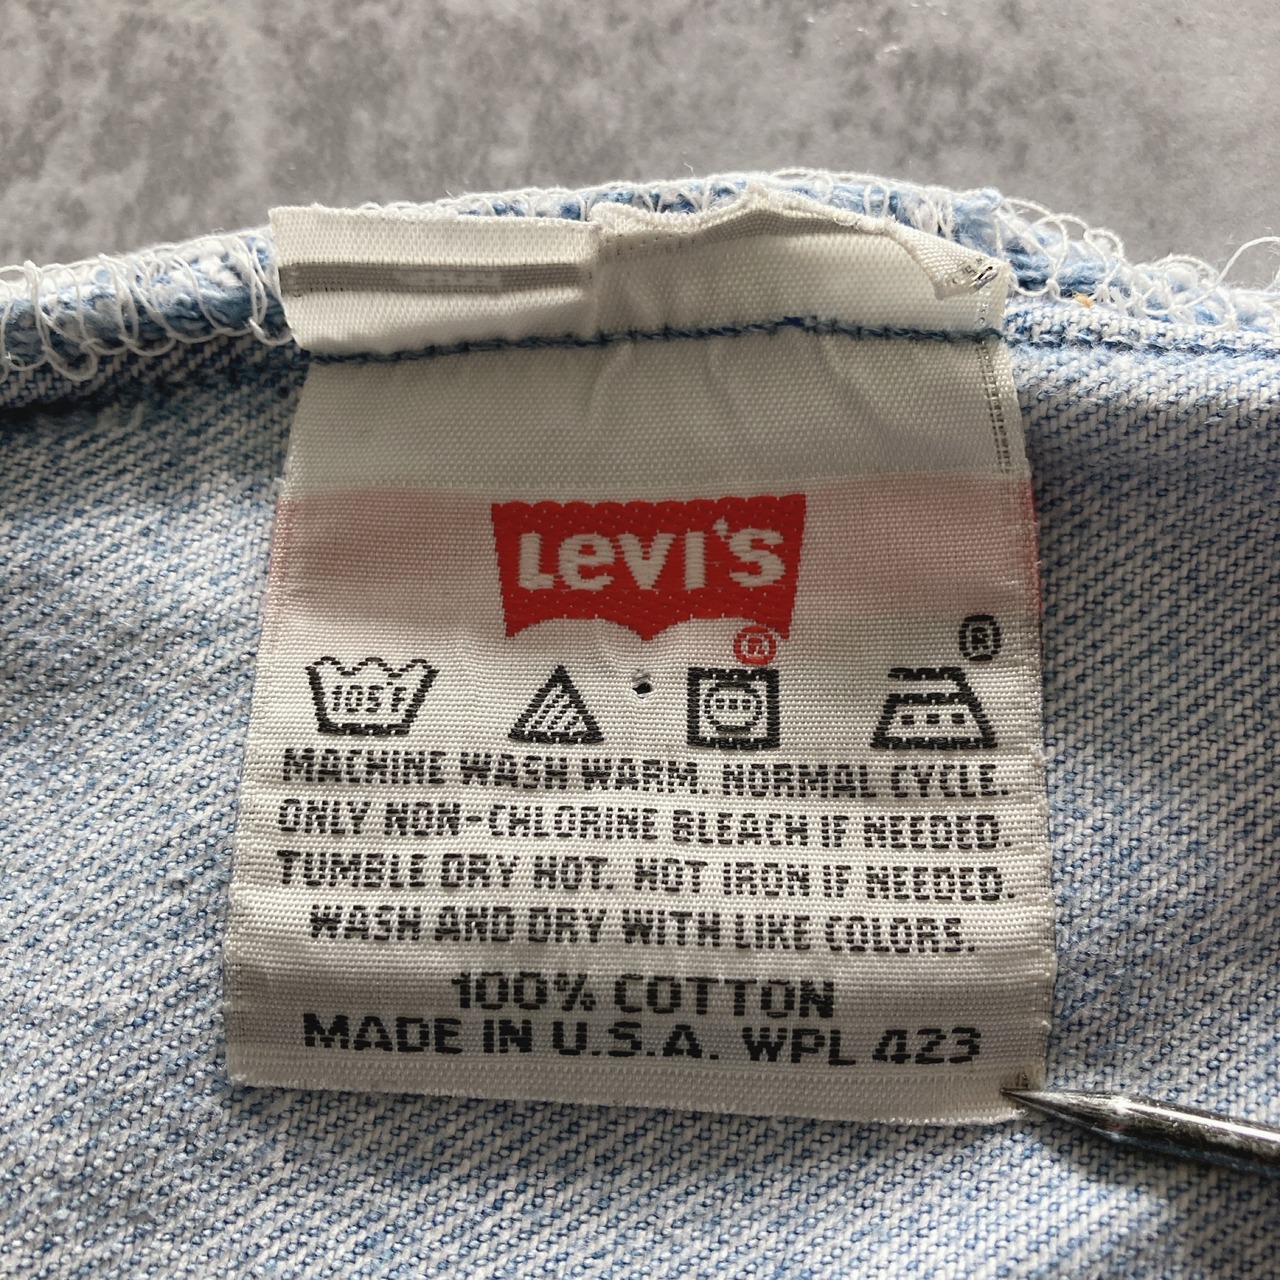 Levi's
®
®
105F
MACHINE WASH WARM. NORMAL CYCLE.
ONLY NON-CHLORINE BLEACH IF NEEDED.
TUMBLE DRY HOT. HOT IRON IF NEEDED.
WASH AND DRY WITH LIKE COLORS.
100% COTTON
MADE IN U.S.A. WPL 423